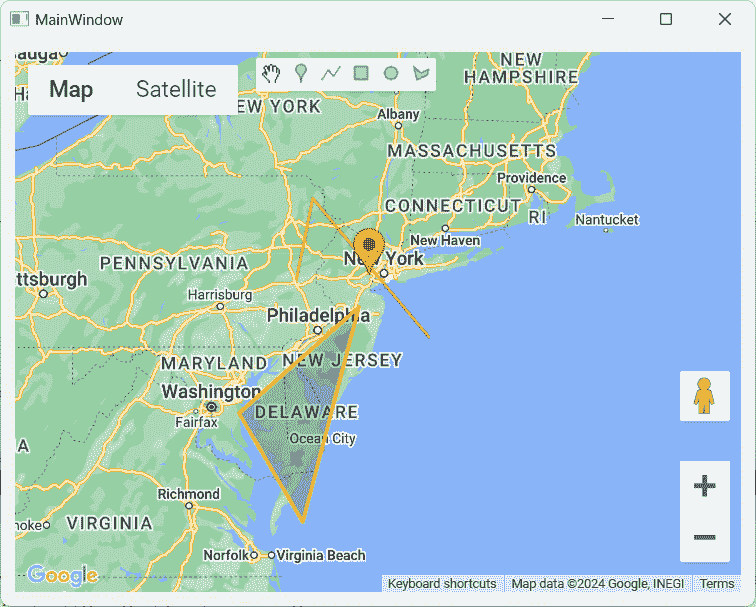 MainWindow
Map
Satellite
NEW
HAMPSHIRE
EW YORK
Albany
MASSACHUSETTS
Providence
CONNECTICUT
RI
Nantucket
New Haven
New York
PENNSYLVANIA
ttsburgh
Harrisburg
Philadelphia
MARYLAND
NEW JERSEY
Washington
DELAWARE
Fairfax
Ocean City
A
Richmond
noke
VIRGINIA
Norfolk
Virginia Beach
Google
Keyboard shortcuts
Map data ©2024 Google, INEGI
Terms